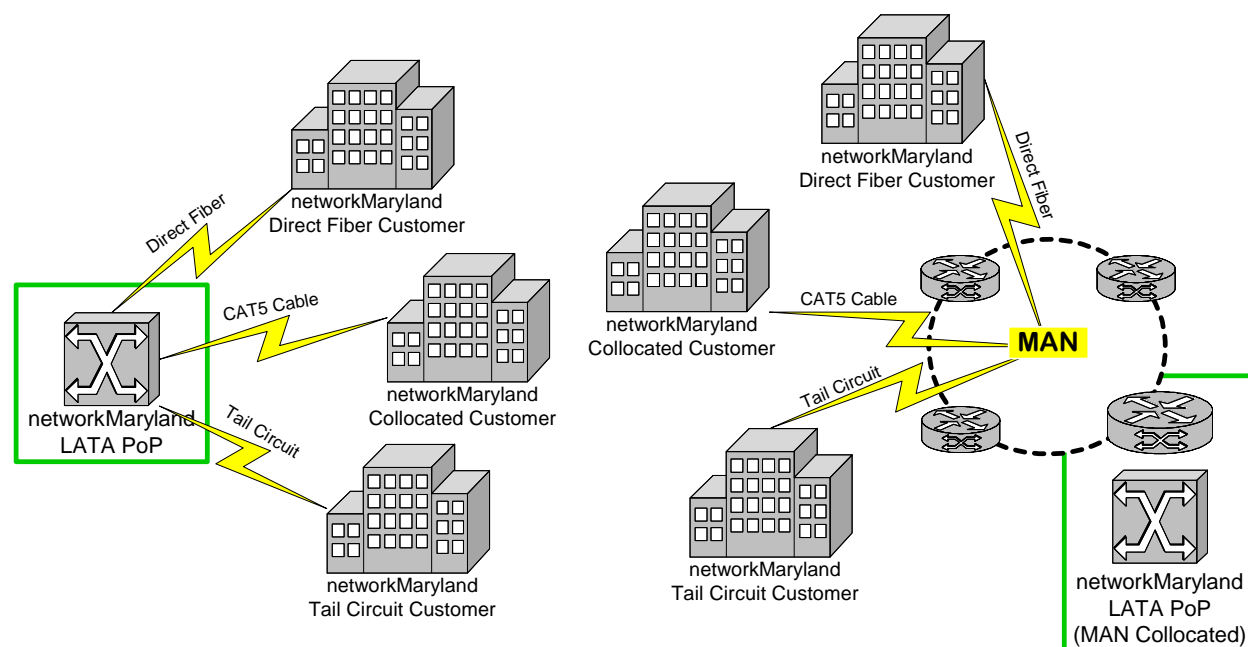 Direct Fiber
networkMaryland
Direct Fiber Customer
CAT5 Cable
networkMaryland
LATA PoP
networkMaryland
Collocated Customer
Tail Circuit
networkMaryland
Tail Circuit Customer
networkMaryland
Direct Fiber Customer
Direct Fiber
networkMaryland
Collocated Customer
CAT5 Cable
MAN
Tail Circuit
networkMaryland
Tail Circuit Customer
networkMaryland
LATA PoP
(MAN Collocated)